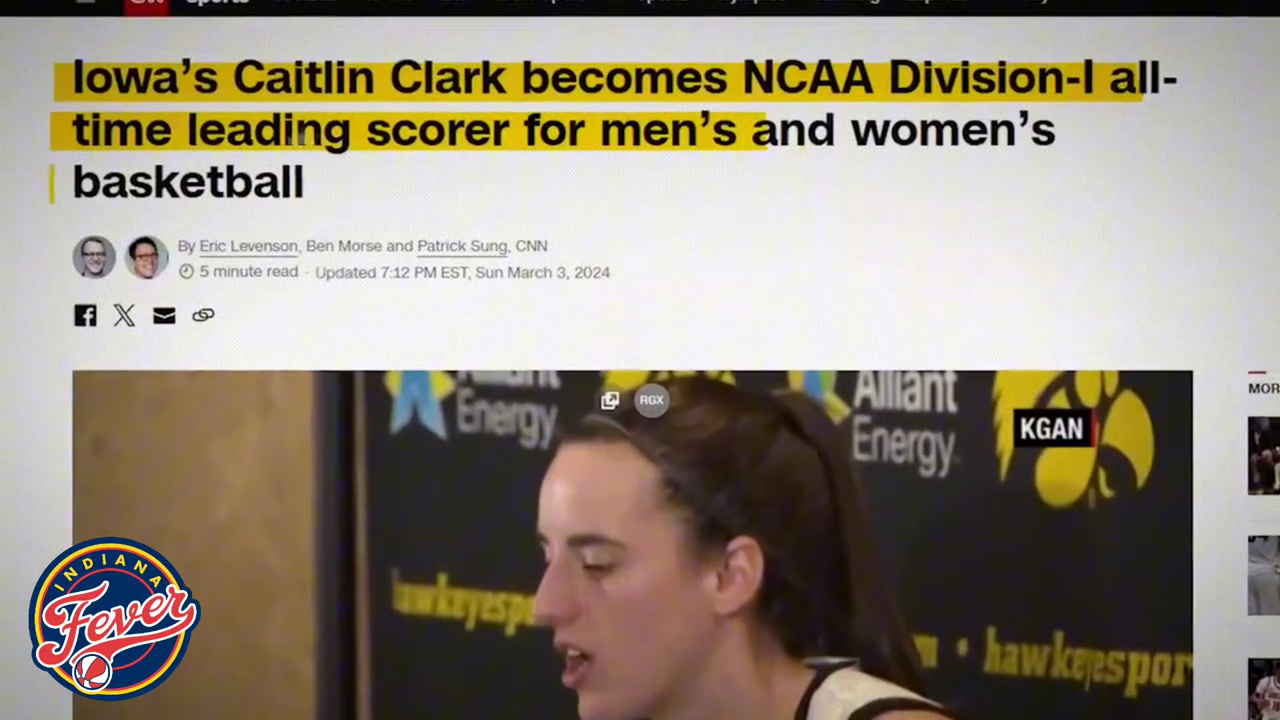 CNN Sports
Iowa’s Caitlin Clark becomes NCAA Division-I all-
time leading scorer for men’s and women’s
basketball
By Eric Levenson, Ben Morse and Patrick Sung, CNN
5 minute read · Updated 7:12 PM EST, Sun March 3, 2024
RGX
Alliant
Energy
Alliant
Energy
KGAN
hawkeyespor
INDIANA
Fever